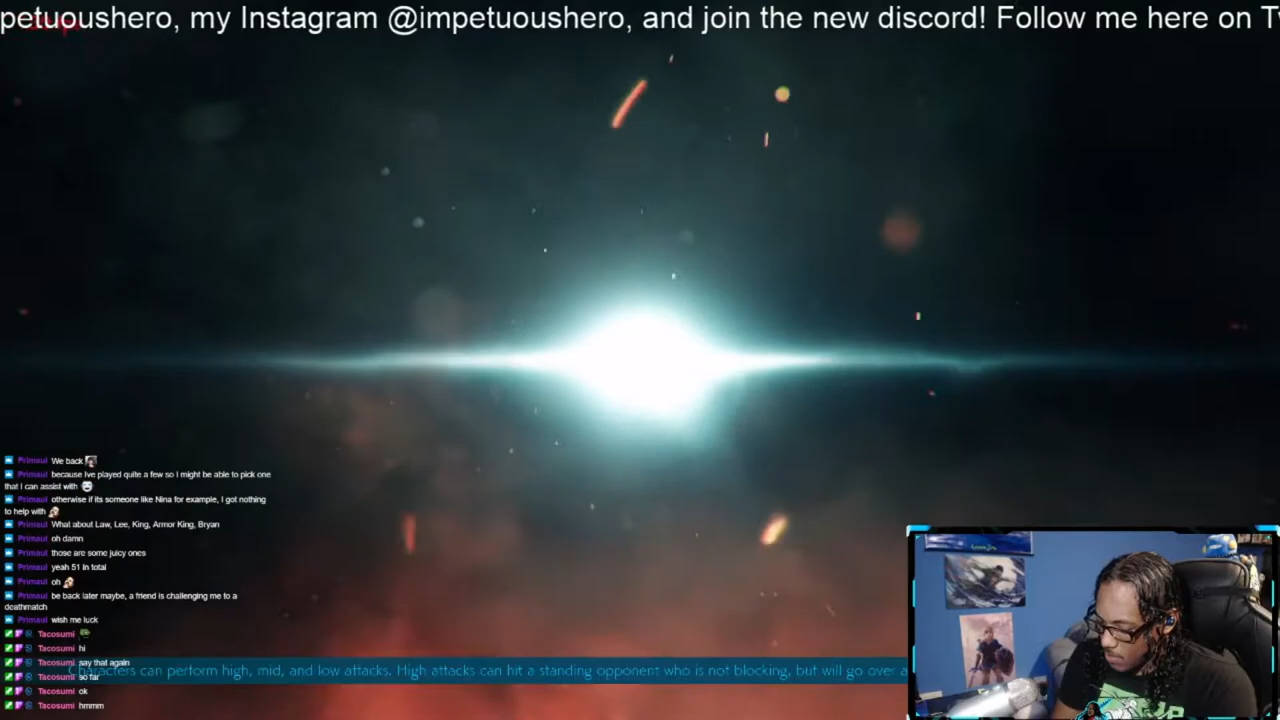 petuoushero, my Instagram @impetuoushero, and join the new discord! Follow me here on T
Primaul We back
Primaul because Ive played quite a few so I might be able to pick one
that I can assist with
Primaul otherwise if its someone like Nina for example, I got nothing
to help with
Primaul What about Law, Lee, King, Armor King, Bryan
Primaul oh damn
Primaul those are some juicy ones
Primaul yeah 51 in total
Primaul oh
Primaul be back later maybe, a friend is challenging me to a
deathmatch
Primaul wish me luck
Tacosumi
Tacosumi hi
Tacosumi say that again
Characters can perform high, mid, and low attacks. High attacks can hit a standing opponent who is not blocking, but will go over a
Tacosumi so far
Tacosumi ok
Tacosumi hmmm